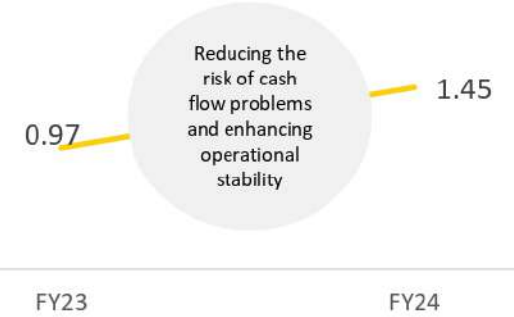 Reducing the
risk of cash
flow problems
and enhancing
operational
stability
0.97
1.45
FY23
FY24